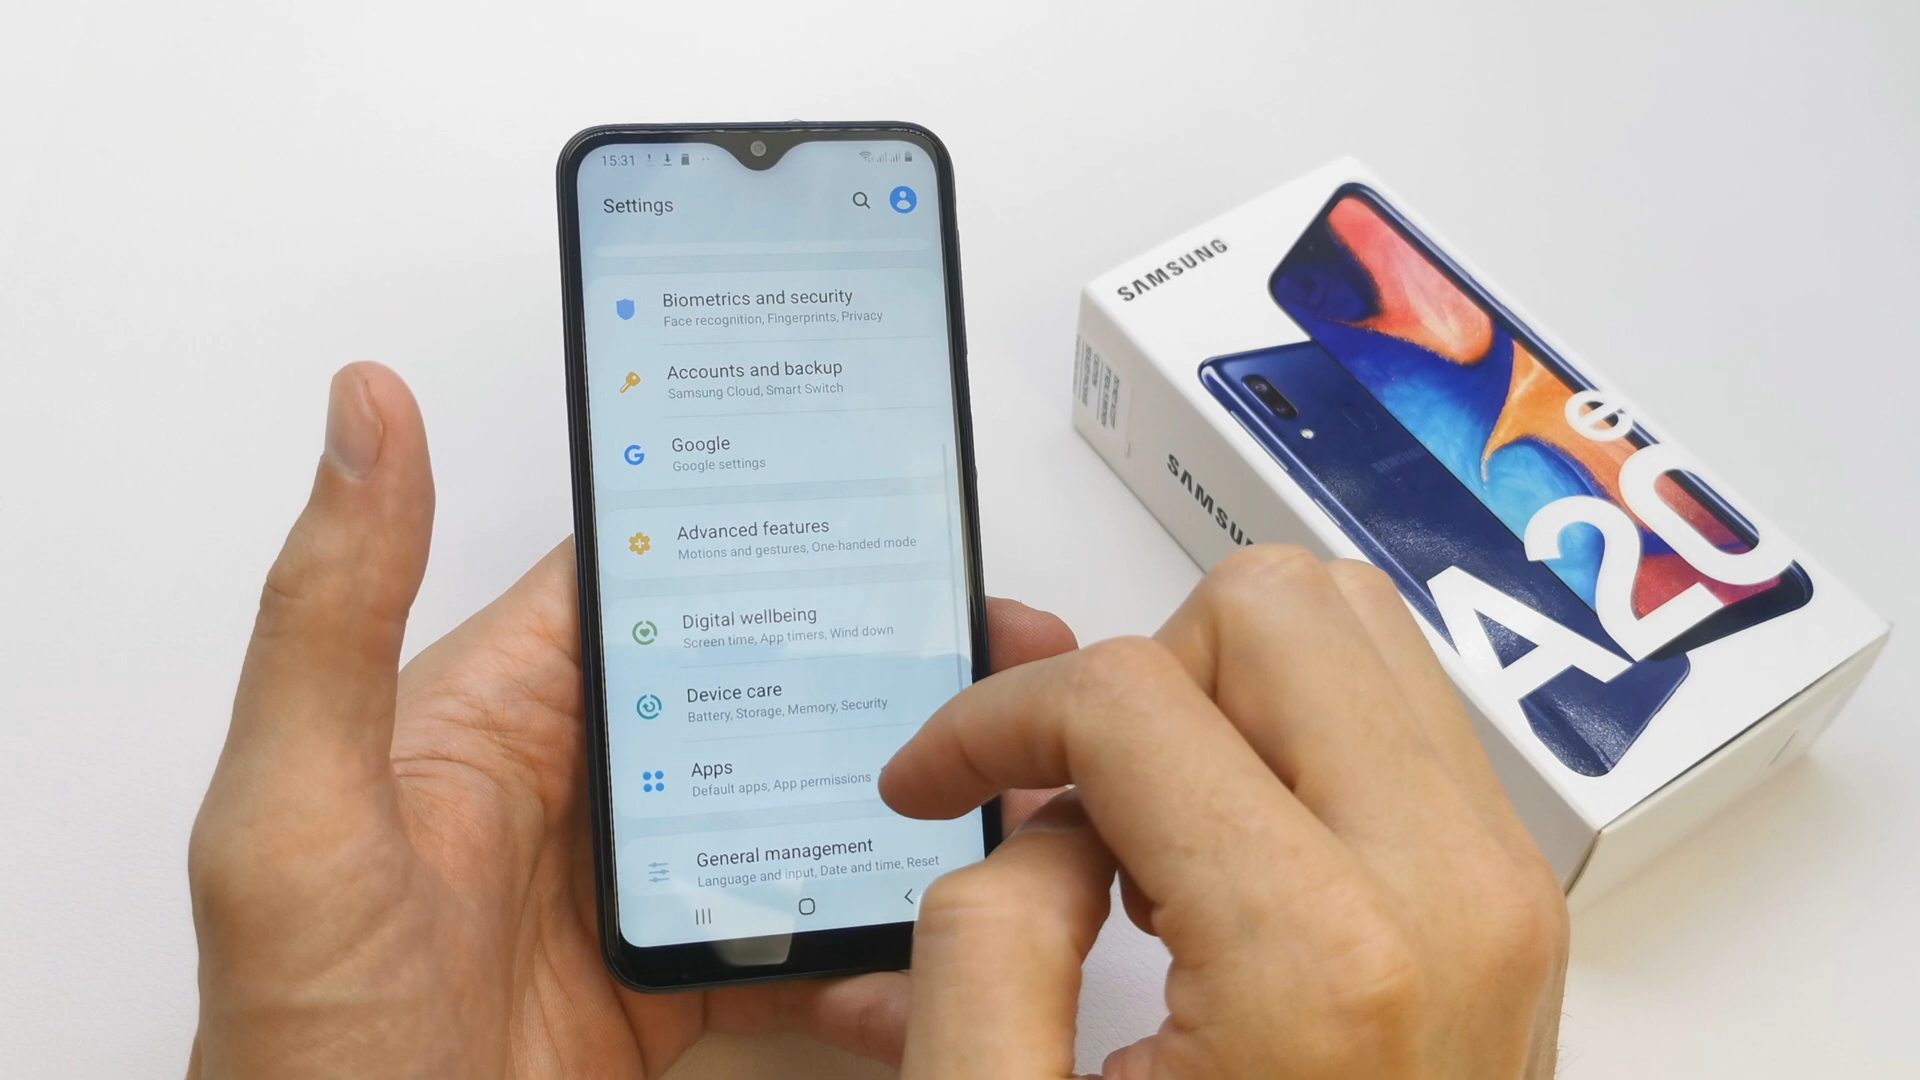 15:31
Settings
Biometrics and security
Face recognition, Fingerprints, Privacy
Accounts and backup
Samsung Cloud, Smart Switch
Google
Google settings
Advanced features
Motions and gestures, One-handed mode
Digital wellbeing
Screen time, App timers, Wind down
Device care
Battery, Storage, Memory, Security
Apps
Default apps, App permissions
General management
Language and input, Date and time, Reset
SAMSUNG
SAMSUNG
A20e
SAMSU